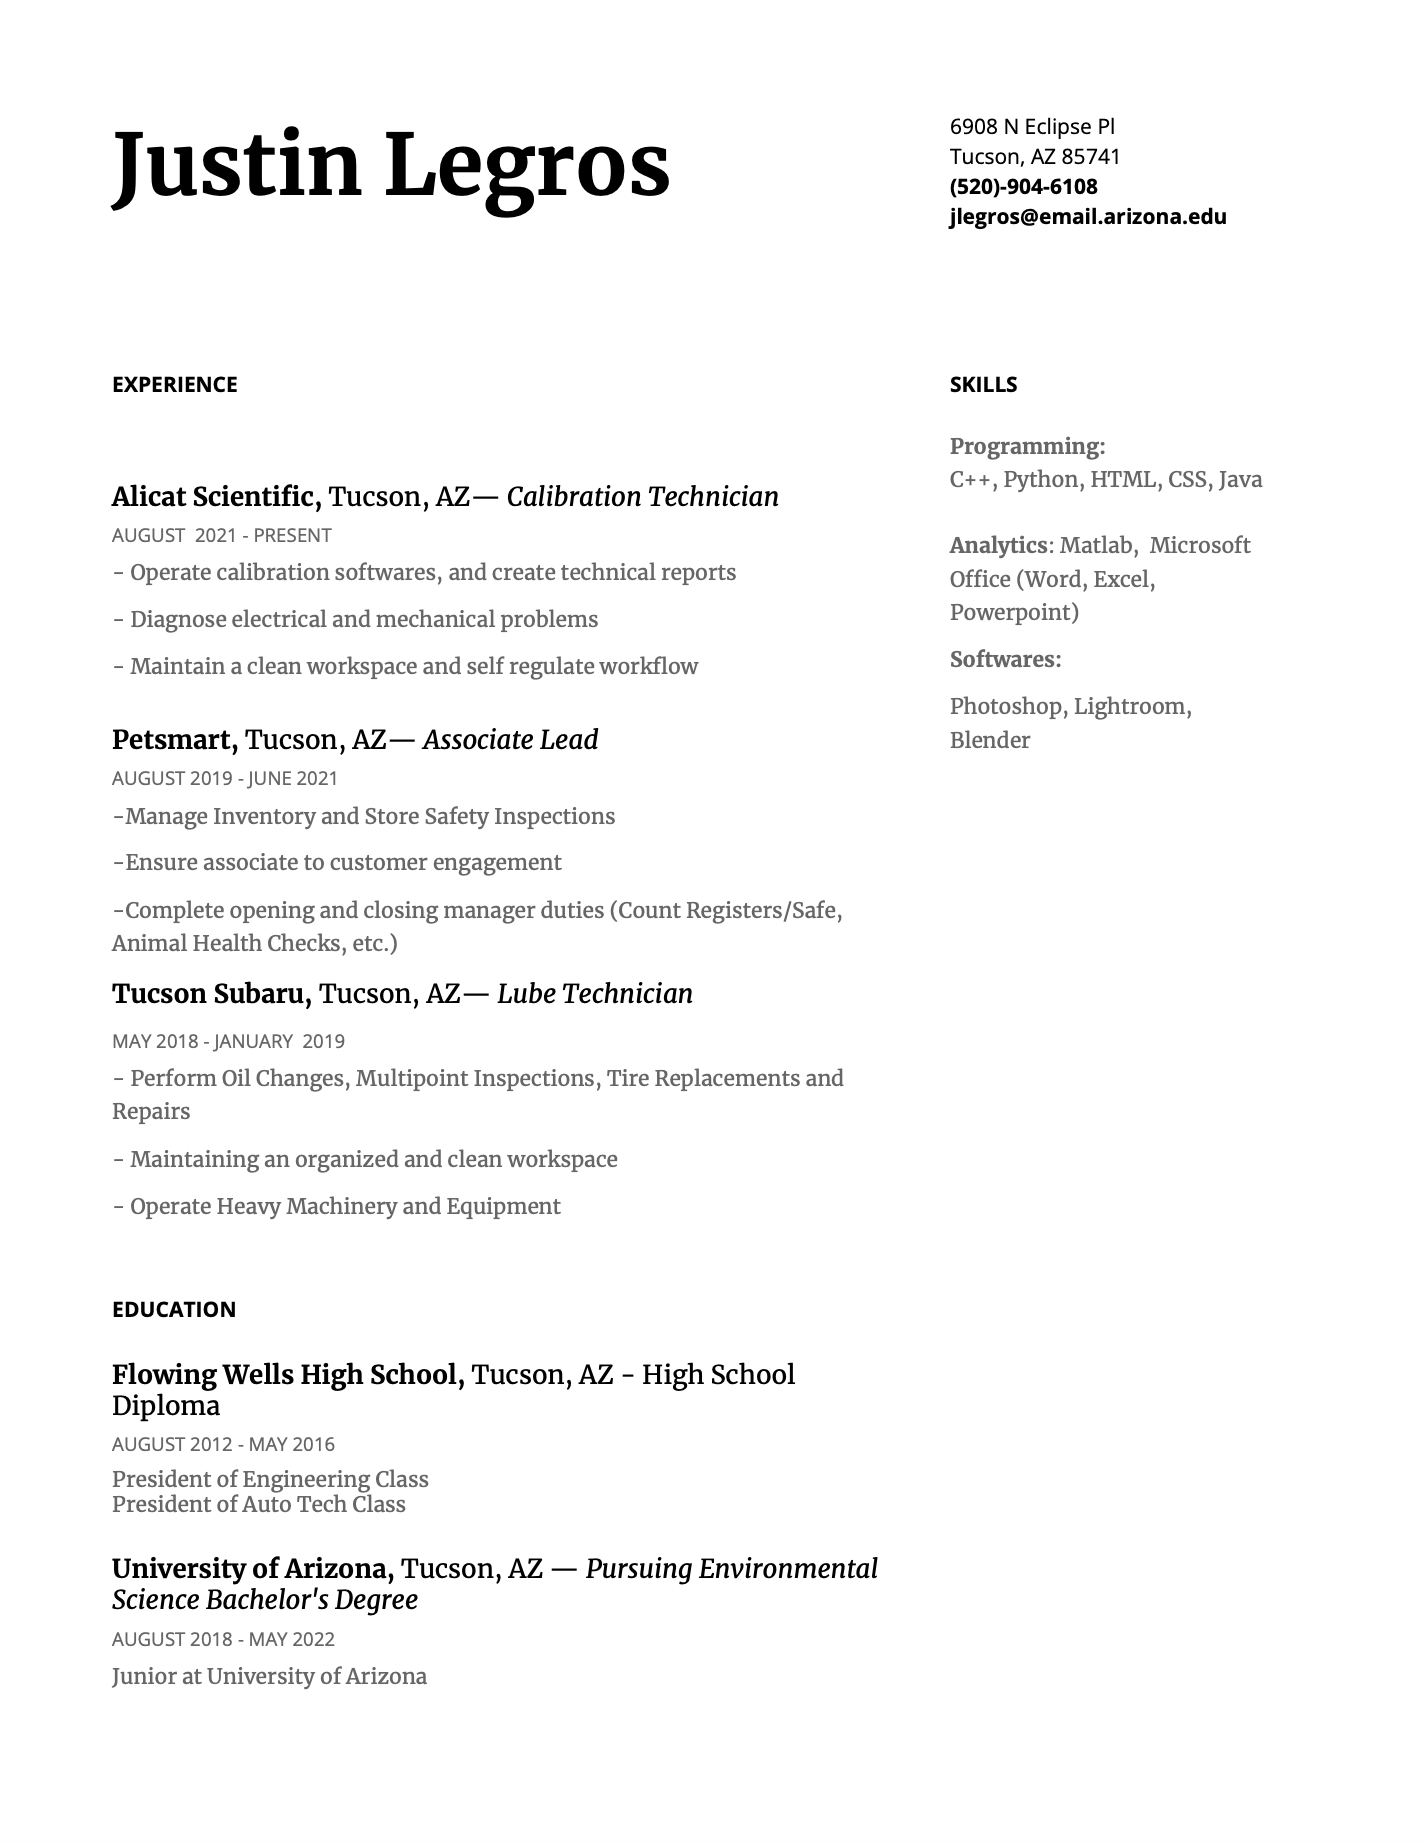 Justin Legros
6908 N Eclipse Pl
Tucson, AZ 85741
(520)-904-6108
jlegros@email.arizona.edu
EXPERIENCE
Alicat Scientific, Tucson, AZ— Calibration Technician
AUGUST  2021 - PRESENT
- Operate calibration softwares, and create technical reports
- Diagnose electrical and mechanical problems
- Maintain a clean workspace and self regulate workflow
Petsmart, Tucson, AZ— Associate Lead
AUGUST 2019 - JUNE 2021
-Manage Inventory and Store Safety Inspections
-Ensure associate to customer engagement
-Complete opening and closing manager duties (Count Registers/Safe,
Animal Health Checks, etc.)
Tucson Subaru, Tucson, AZ— Lube Technician
MAY 2018 - JANUARY  2019
- Perform Oil Changes, Multipoint Inspections, Tire Replacements and
Repairs
- Maintaining an organized and clean workspace
- Operate Heavy Machinery and Equipment
EDUCATION
Flowing Wells High School, Tucson, AZ - High School
Diploma
AUGUST 2012 - MAY 2016
President of Engineering Class
President of Auto Tech Class
University of Arizona, Tucson, AZ — Pursuing Environmental
Science Bachelor's Degree
AUGUST 2018 - MAY 2022
Junior at University of Arizona
SKILLS
Programming:
C++, Python, HTML, CSS, Java
Analytics: Matlab,  Microsoft
Office (Word, Excel,
Powerpoint)
Softwares:
Photoshop, Lightroom,
Blender